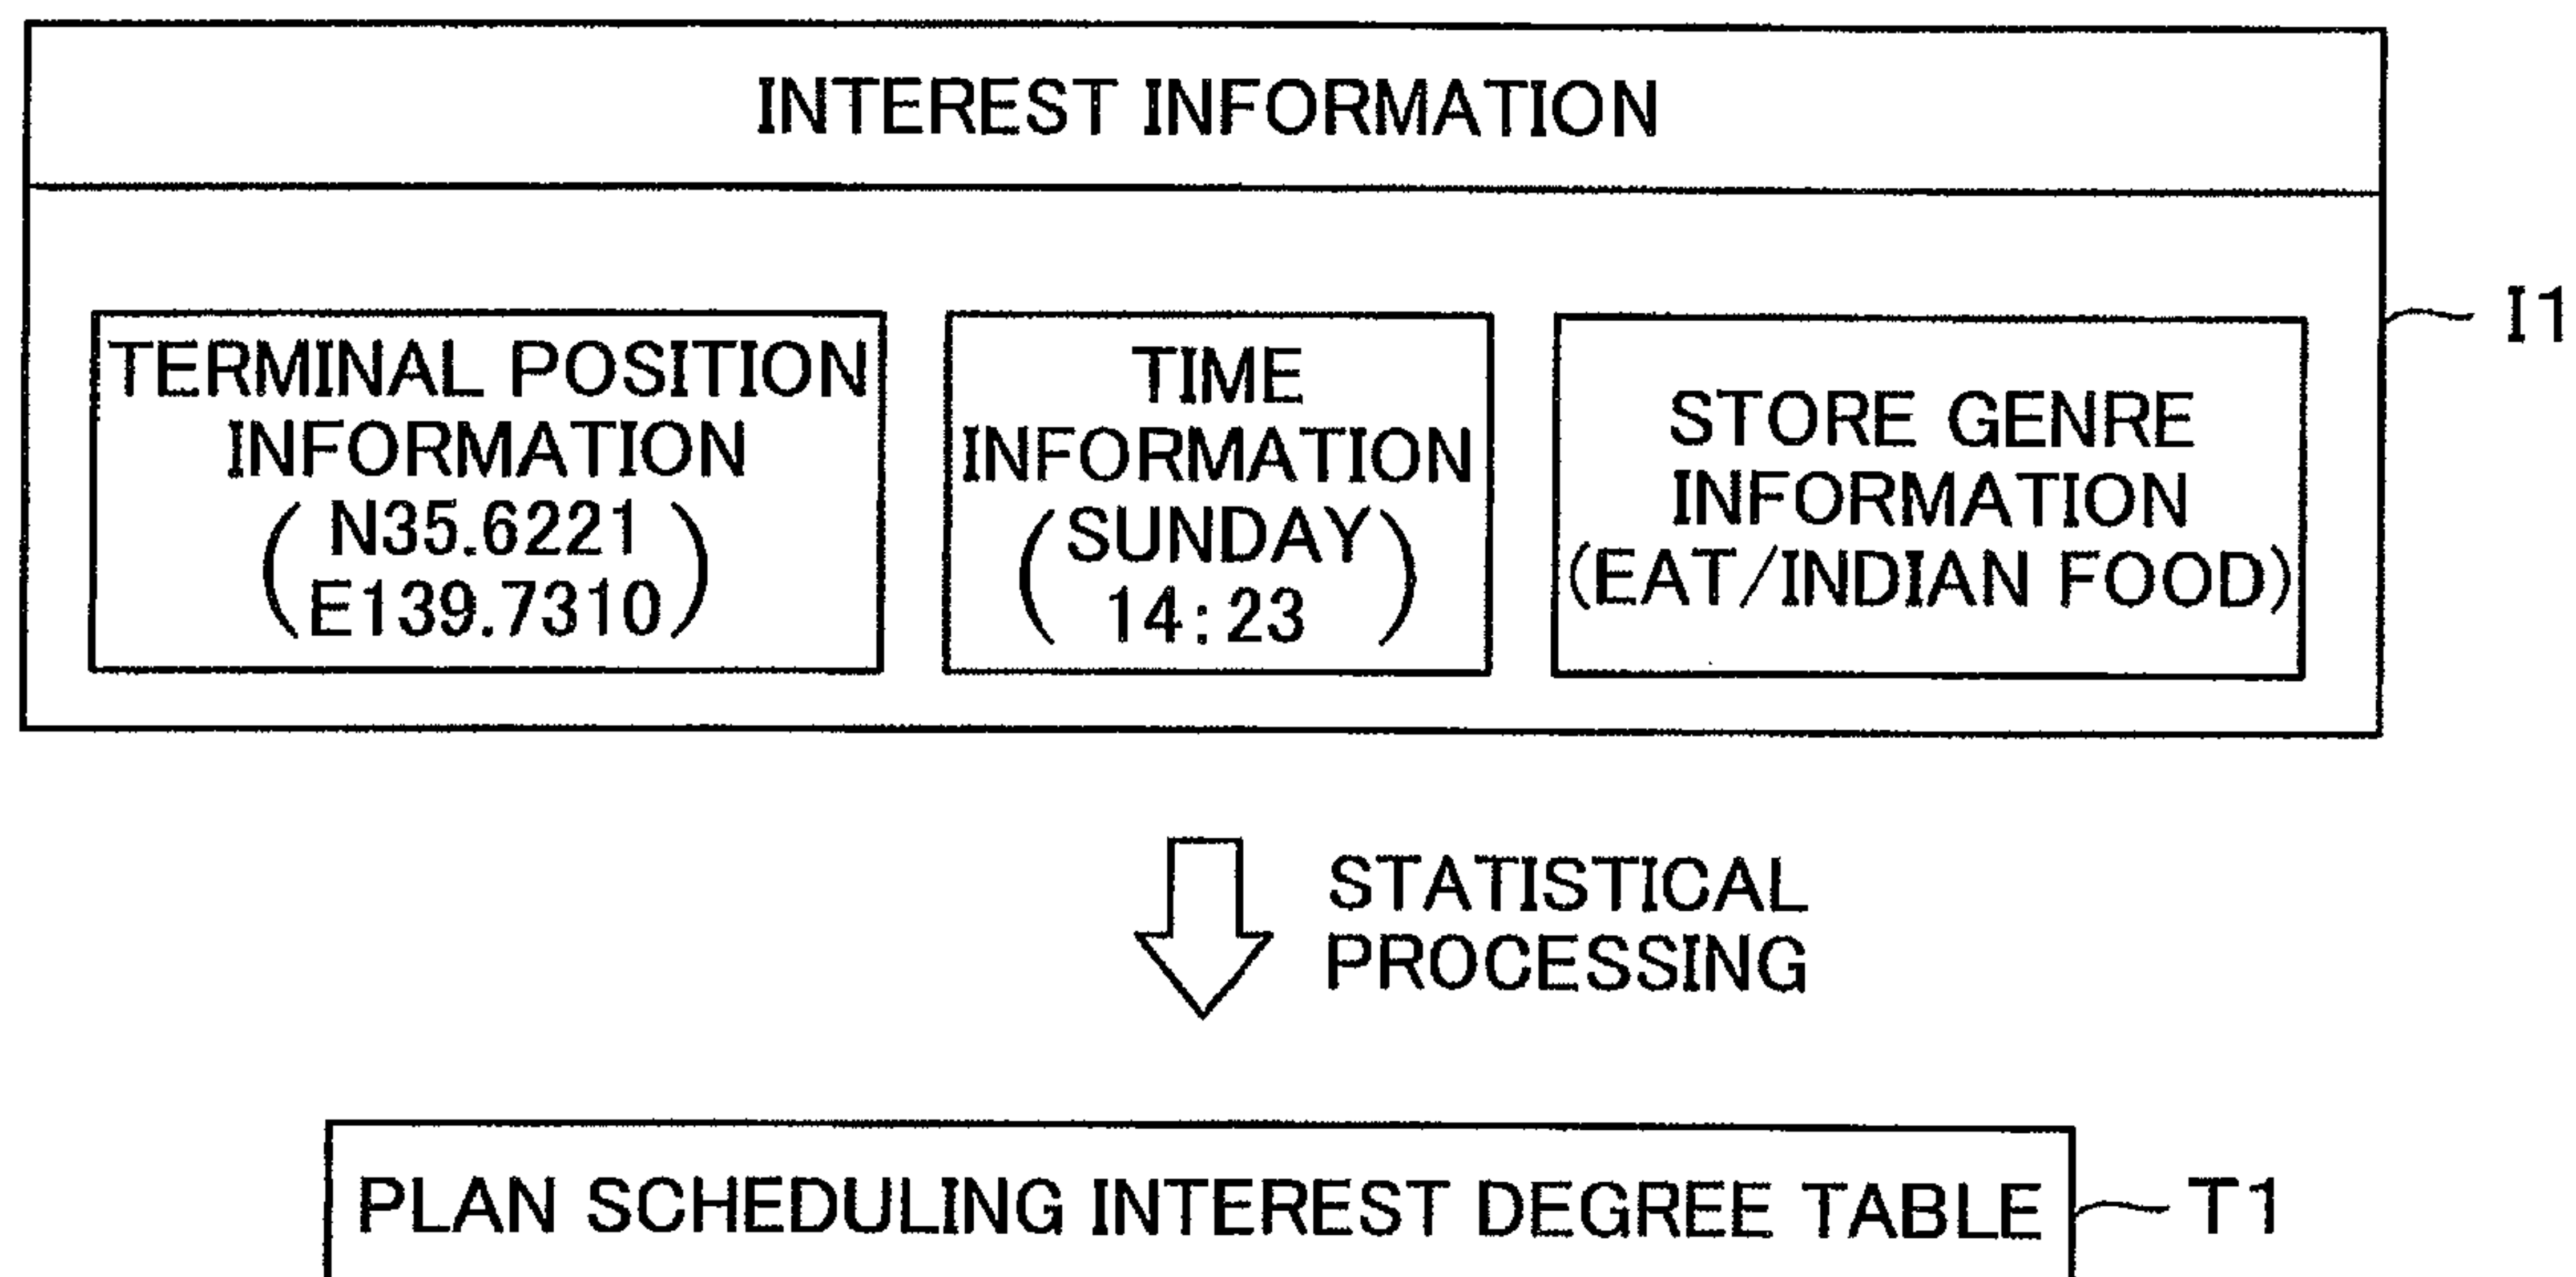 INTEREST INFORMATION
TERMINAL POSITION
INFORMATION
(N35.6221
E139.7310)
TIME
INFORMATION
(SUNDAY
14:23)
STORE GENRE
INFORMATION
(EAT/INDIAN FOOD)
I1
STATISTICAL
PROCESSING
PLAN SCHEDULING INTEREST DEGREE TABLE
T1